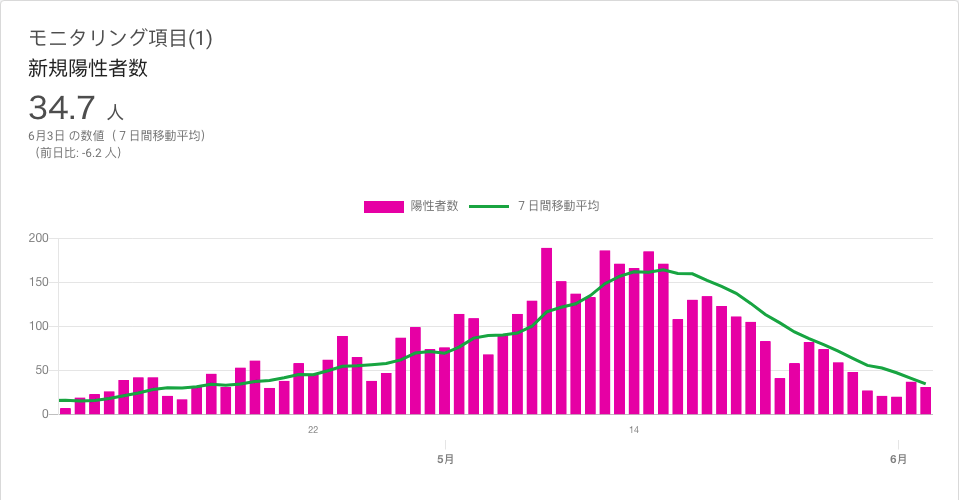 モニタリング項目(1)
新規陽性者数
34.7 人
6月3日 の数値（７日間移動平均）
（前日比: -6.2 人）
陽性者数 ７日間移動平均
200
150
100
50
0
22 14
5月 6月